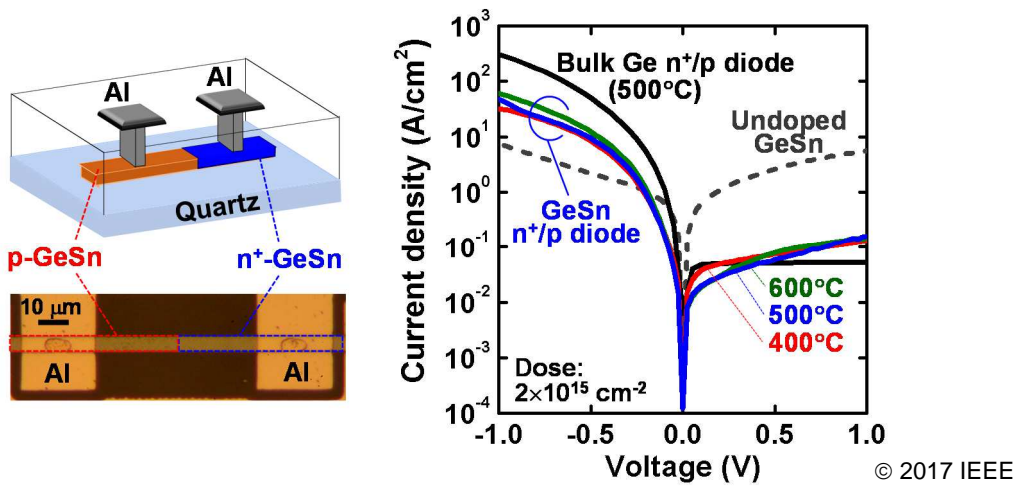 Al
Al
Quartz
p-GeSn
n⁺-GeSn
10 μm
Al
Al
Current density (A/cm²)
10³
10²
10¹
10⁰
10⁻¹
10⁻²
10⁻³
10⁻⁴
Bulk Ge n⁺/p diode
(500°C)
Undoped
GeSn
GeSn
n⁺/p diode
600°C
500°C
400°C
Dose:
2×10¹⁵ cm⁻²
-1.0
-0.5
0.0
0.5
1.0
Voltage (V)
© 2017 IEEE